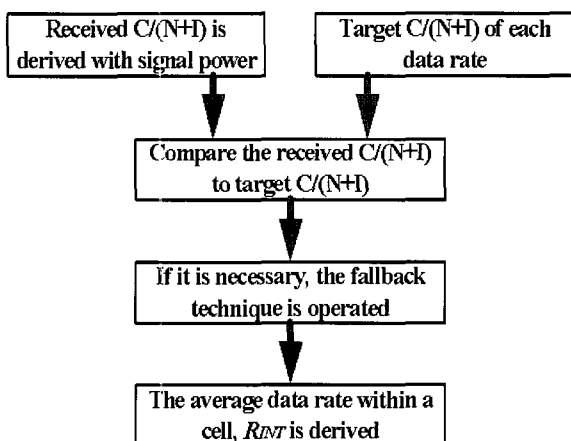 Received C/(N+I) is
derived with signal power
Target C/(N+I) of each
data rate
Compare the received C/(N+I)
to target C/(N+I)
If it is necessary, the fallback
technique is operated
The average data rate within a
cell, RINT is derived